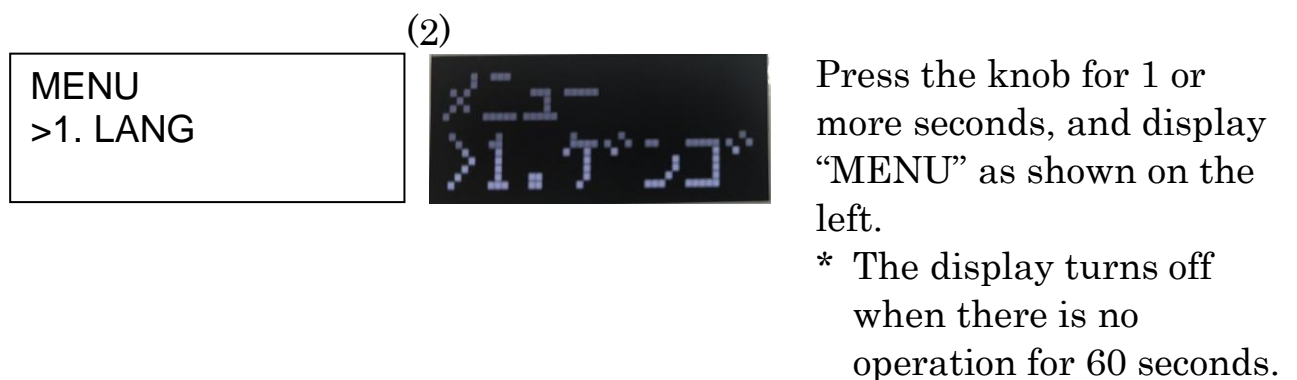 (2)
MENU
>1. LANG
メニュー
>1.ゲンゴ
Press the knob for 1 or
more seconds, and display
“MENU” as shown on the
left.
* The display turns off
when there is no
operation for 60 seconds.